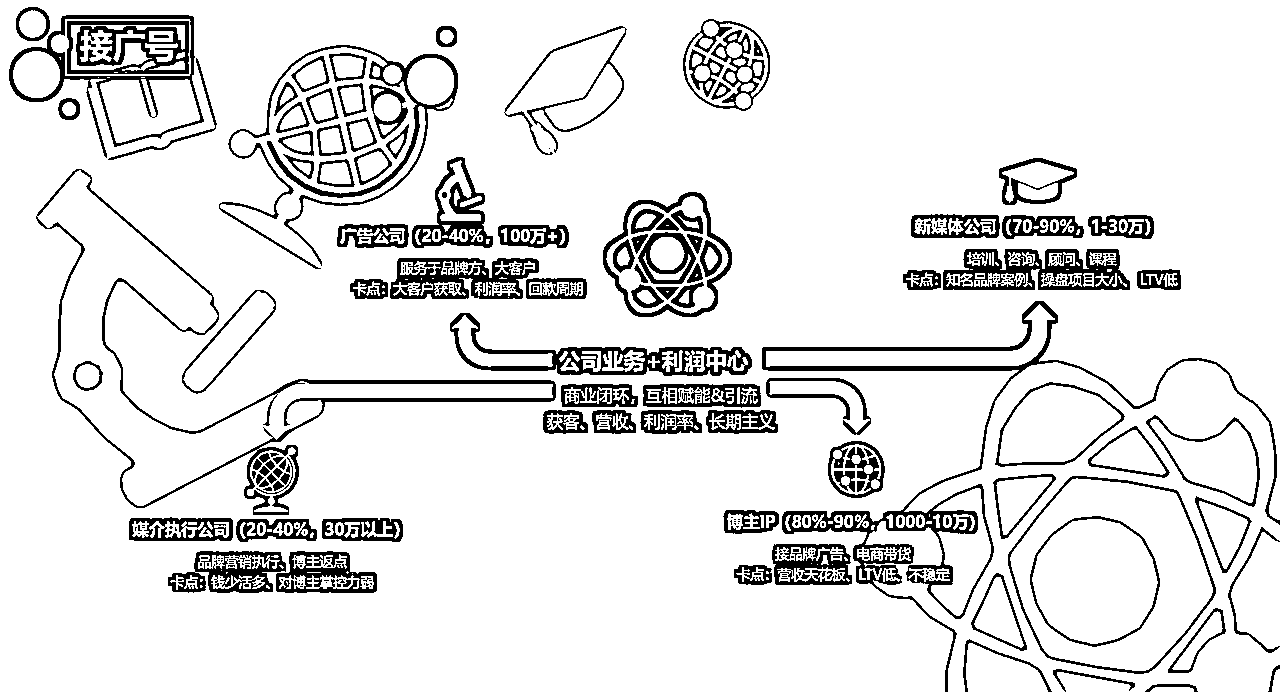 接广号
广告公司（20-40%，100万+）
服务于品牌方、大客户
卡点：大客户获取、利润率、回款周期
新媒体公司（70-90%，1-30万）
培训、咨询、顾问、课程
卡点：知名品牌案例、操盘项目大小、LTV低
公司业务+利润中心
商业闭环，互相赋能&引流
获客、营收、利润率、长期主义
媒介执行公司（20-40%，30万以上）
品牌营销执行、博主返点
卡点：钱少活多、对博主掌控力弱
博主IP（80%-90%，1000-10万）
接品牌广告、电商带货
卡点：营收天花板、LTV低、不稳定